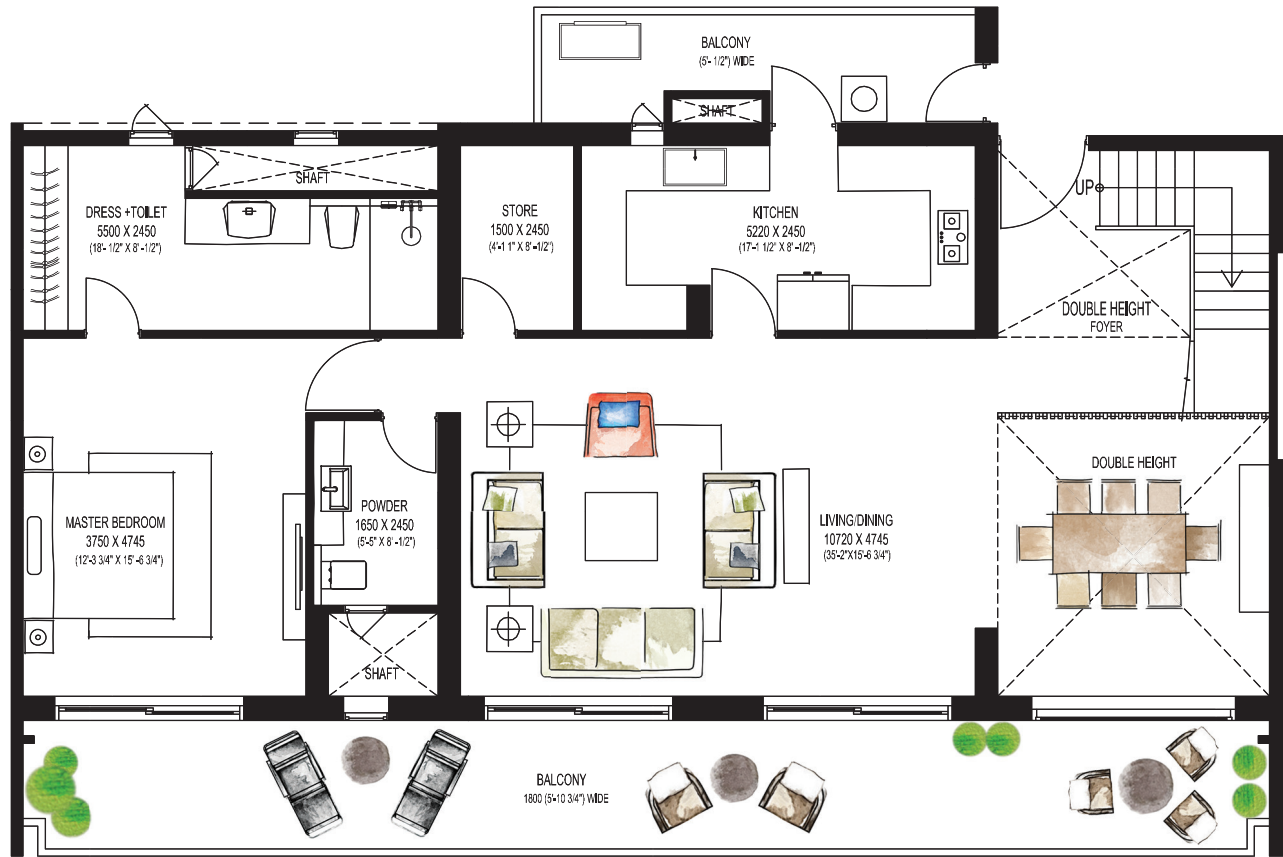 BALCONY
(5'- 1/2") WIDE
SHAFT
SHAFT
DRESS +TOILET
5500 X 2450
(18'- 1/2" X 8' -1/2")
STORE
1500 X 2450
(4'-1 1" X 8' -1/2")
KITCHEN
5220 X 2450
(17'-1 1/2" X 8' -1/2")
UP
DOUBLE HEIGHT
FOYER
DOUBLE HEIGHT
MASTER BEDROOM
3750 X 4745
(12'-3 3/4" X 15' -6 3/4")
POWDER
1650 X 2450
(5'-5" X 8' -1/2")
LIVING/DINING
10720 X 4745
(35'-2"X15'-6 3/4")
SHAFT
BALCONY
1800 (5'-10 3/4") WIDE